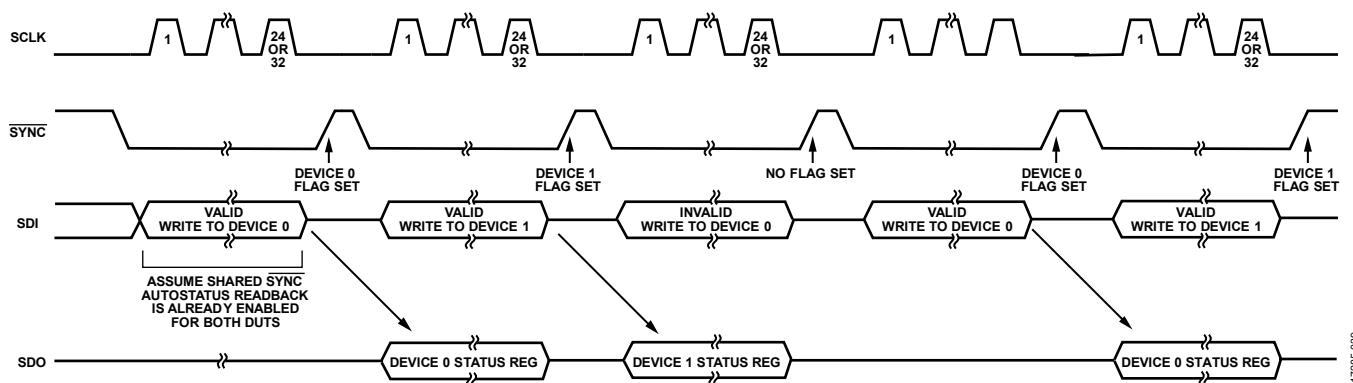 SCLK
1
24
OR
32
1
24
OR
32
1
24
OR
32
1
1
24
OR
32
SYNC
DEVICE 0
FLAG SET
DEVICE 1
FLAG SET
NO FLAG SET
DEVICE 0
FLAG SET
DEVICE 1
FLAG SET
SDI
VALID
WRITE TO DEVICE 0
VALID
WRITE TO DEVICE 1
INVALID
WRITE TO DEVICE 0
VALID
WRITE TO DEVICE 0
VALID
WRITE TO DEVICE 1
ASSUME SHARED SYNC
AUTOSTATUS READBACK
IS ALREADY ENABLED
FOR BOTH DUTS
SDO
DEVICE 0 STATUS REG
DEVICE 1 STATUS REG
DEVICE 0 STATUS REG